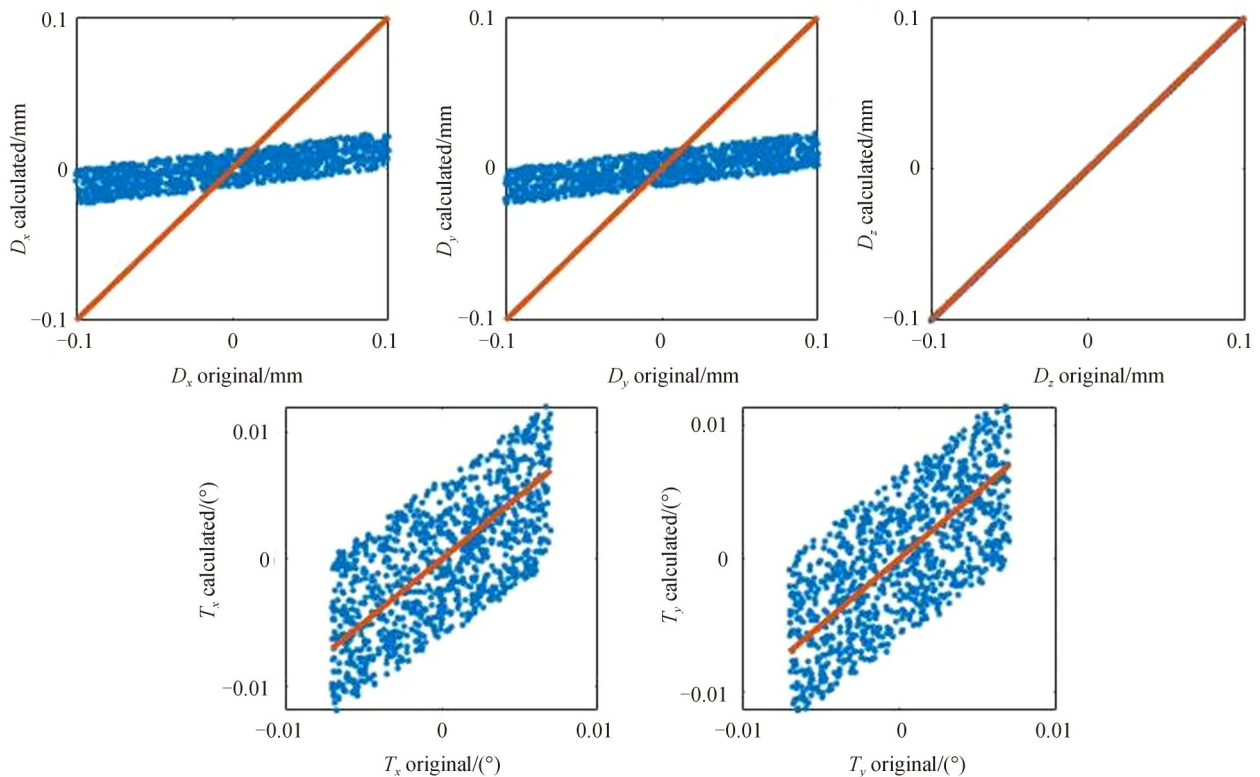 0.1
0
−0.1
D_x calculated/mm
−0.1 0 0.1
D_x original/mm
0.1
0
−0.1
D_y calculated/mm
−0.1 0 0.1
D_y original/mm
0.1
0
−0.1
D_z calculated/mm
−0.1 0 0.1
D_z original/mm
0.01
0
−0.01
T_x calculated/(°)
−0.01 0 0.01
T_x original/(°)
0.01
0
−0.01
T_y calculated/(°)
−0.01 0 0.01
T_y original/(°)